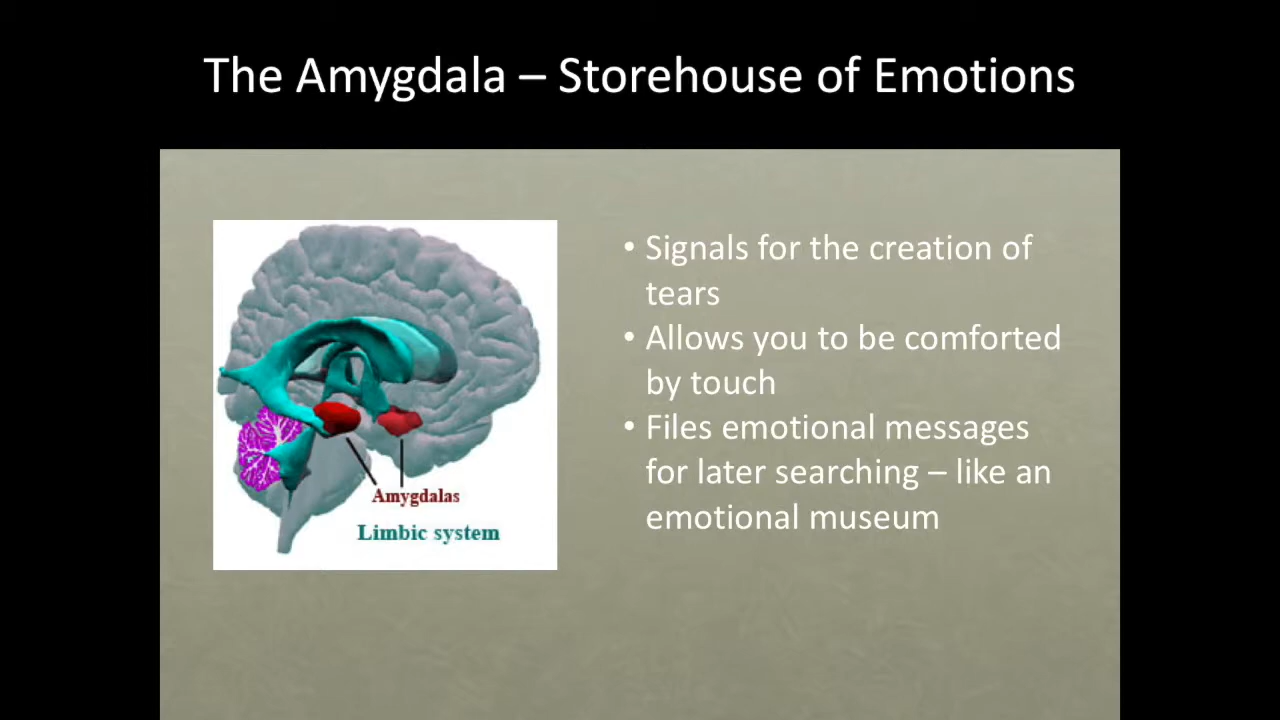 The Amygdala – Storehouse of Emotions
• Signals for the creation of
tears
• Allows you to be comforted
by touch
• Files emotional messages
for later searching – like an
emotional museum
Amygdalas
Limbic system